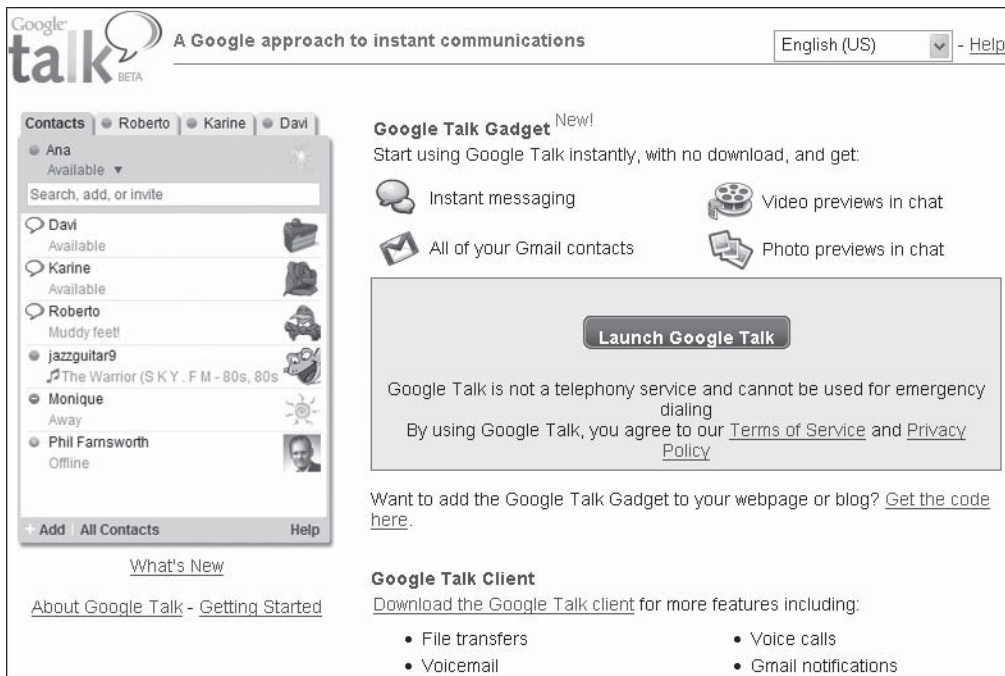 Google
talk
BETA
A Google approach to instant communications
English (US)
- Help
Contacts Roberto Karine Davi
Ana
Available ▼
Search, add, or invite
Davi
Available
Karine
Available
Roberto
Muddy feet!
jazzguitar9
The Warrior (S K Y . F M - 80s, 80s
Monique
Away
Phil Farnsworth
Offline
+ Add | All Contacts Help
What's New
About Google Talk - Getting Started
Google Talk Gadget New!
Start using Google Talk instantly, with no download, and get:
Instant messaging
Video previews in chat
All of your Gmail contacts
Photo previews in chat
Launch Google Talk
Google Talk is not a telephony service and cannot be used for emergency
dialing
By using Google Talk, you agree to our Terms of Service and Privacy
Policy
Want to add the Google Talk Gadget to your webpage or blog? Get the code
here.
Google Talk Client
Download the Google Talk client for more features including:
• File transfers
• Voice calls
• Voicemail
• Gmail notifications